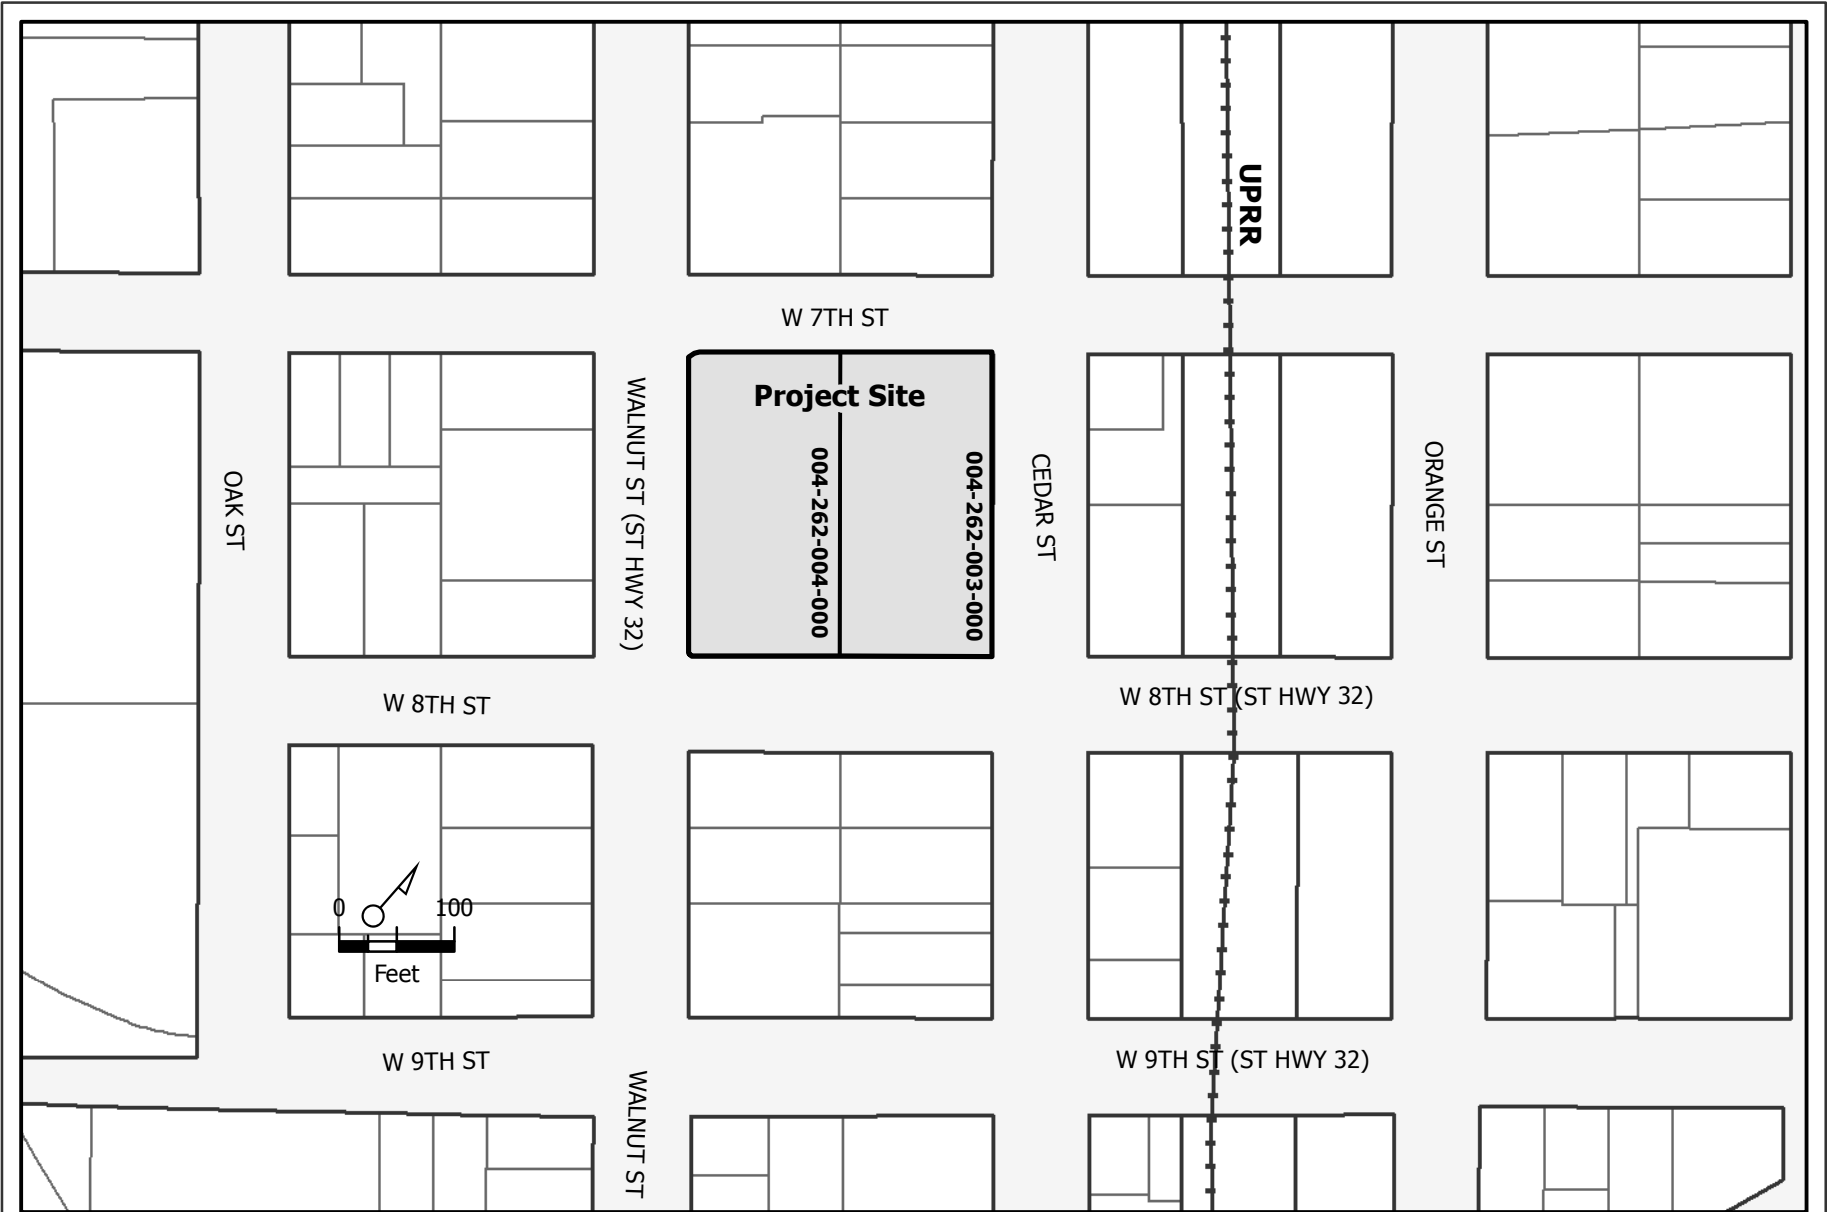 UPRR
W 7TH ST
Project Site
OAK ST
WALNUT ST (ST HWY 32)
004-262-004-000
004-262-003-000
CEDAR ST
ORANGE ST
W 8TH ST
W 8TH ST (ST HWY 32)
0 100
Feet
W 9TH ST
W 9TH ST (ST HWY 32)
WALNUT ST